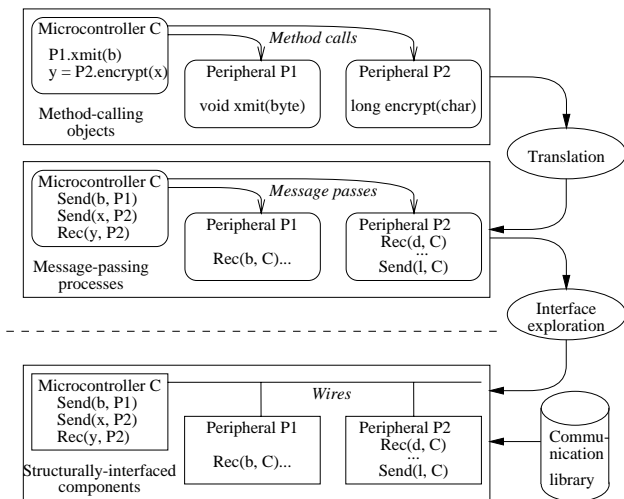 Microcontroller C
P1.xmit(b)
y = P2.encrypt(x)
Method calls
Peripheral P1
void xmit(byte)
Peripheral P2
long encrypt(char)
Method-calling
objects
Translation
Microcontroller C
Send(b, P1)
Send(x, P2)
Rec(y, P2)
Message passes
Peripheral P1
Rec(b, C)...
Peripheral P2
Rec(d, C)
...
Send(l, C)
Message-passing
processes
Interface
exploration
Microcontroller C
Send(b, P1)
Send(x, P2)
Rec(y, P2)
Wires
Peripheral P1
Rec(b, C)...
Peripheral P2
Rec(d, C)
...
Send(l, C)
Structurally-interfaced
components
Commu-
nication
library